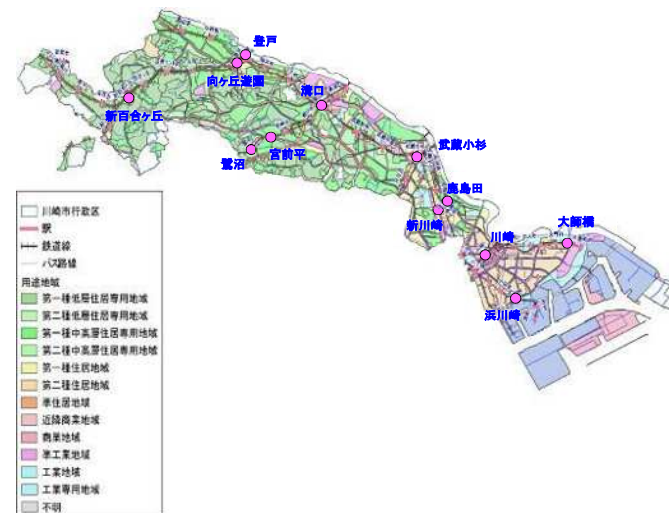 登戸
向ヶ丘遊園
溝口
新百合ヶ丘
武蔵小杉
宮前平
鷺沼
鹿島田
新川崎
大師橋
川崎
浜川崎
川崎市行政区
駅
鉄道線
バス路線
用途地域
第一種低層住居専用地域
第二種低層住居専用地域
第一種中高層住居専用地域
第二種中高層住居専用地域
第一種住居地域
第二種住居地域
準住居地域
近隣商業地域
商業地域
準工業地域
工業地域
工業専用地域
不明